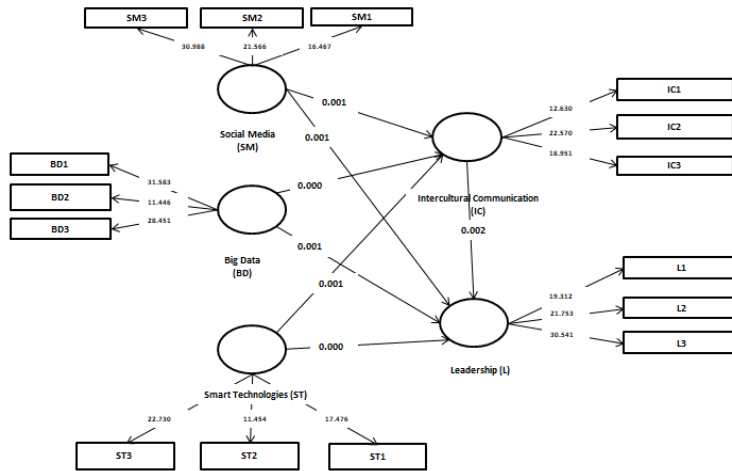 SM3 SM2 SM1
30.988 21.566 16.467
Social Media
(SM)
0.001
0.001
IC1
12.630
IC2
22.570
IC3
18.951
Intercultural Communication
(IC)
BD1
31.583
BD2
11.446
BD3
28.451
0.000
Big Data
(BD)
0.001
0.002
0.001
0.000
L1
19.312
L2
21.753
L3
30.541
Leadership (L)
Smart Technologies (ST)
22.730 11.454 17.476
ST3 ST2 ST1